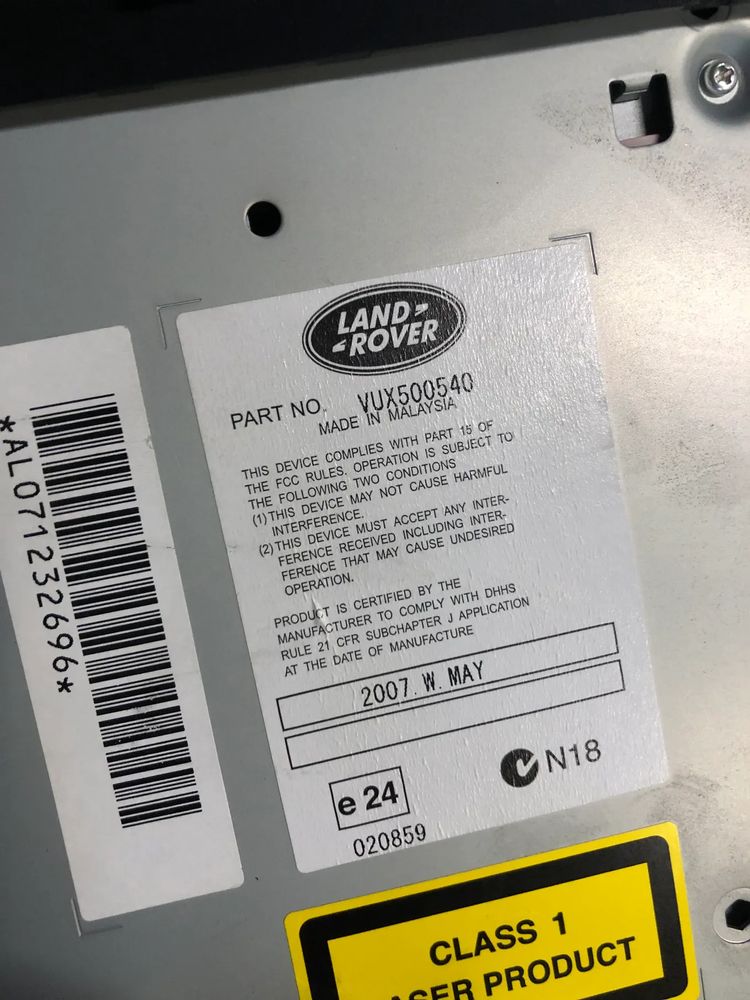 LAND
ROVER
PART NO. VUX500540
MADE IN MALAYSIA
THIS DEVICE COMPLIES WITH PART 15 OF
THE FCC RULES. OPERATION IS SUBJECT TO
THE FOLLOWING TWO CONDITIONS
(1) THIS DEVICE MAY NOT CAUSE HARMFUL
INTERFERENCE.
(2) THIS DEVICE MUST ACCEPT ANY INTER-
FERENCE RECEIVED INCLUDING INTER-
FERENCE THAT MAY CAUSE UNDESIRED
OPERATION.
PRODUCT IS CERTIFIED BY THE
MANUFACTURER TO COMPLY WITH DHHS
RULE 21 CFR SUBCHAPTER J APPLICATION
AT THE DATE OF MANUFACTURE
2007. W. MAY
N18
e 24
020859
*AL071232696*
CLASS 1
LASER PRODUCT